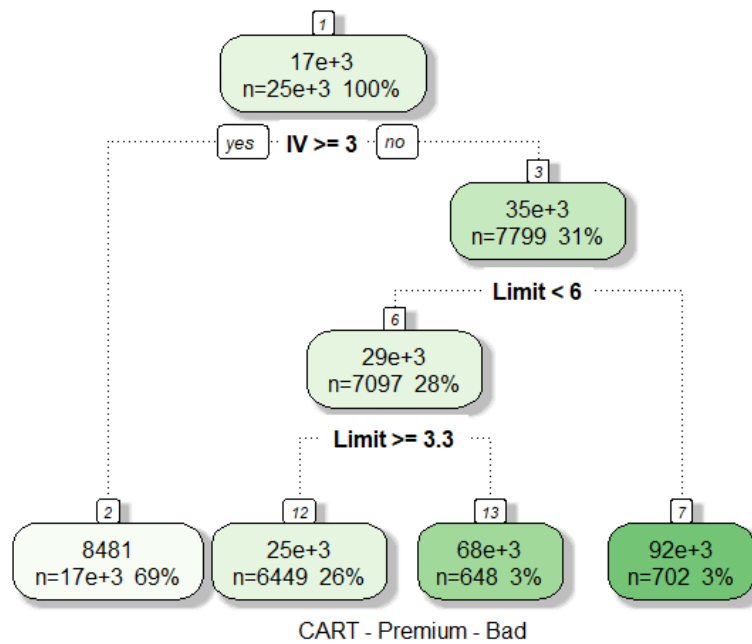 1
17e+3
n=25e+3 100%
yes IV >= 3 no
3
35e+3
n=7799 31%
Limit < 6
6
29e+3
n=7097 28%
Limit >= 3.3
2 12 13 7
8481 25e+3 68e+3 92e+3
n=17e+3 69% n=6449 26% n=648 3% n=702 3%
CART - Premium - Bad